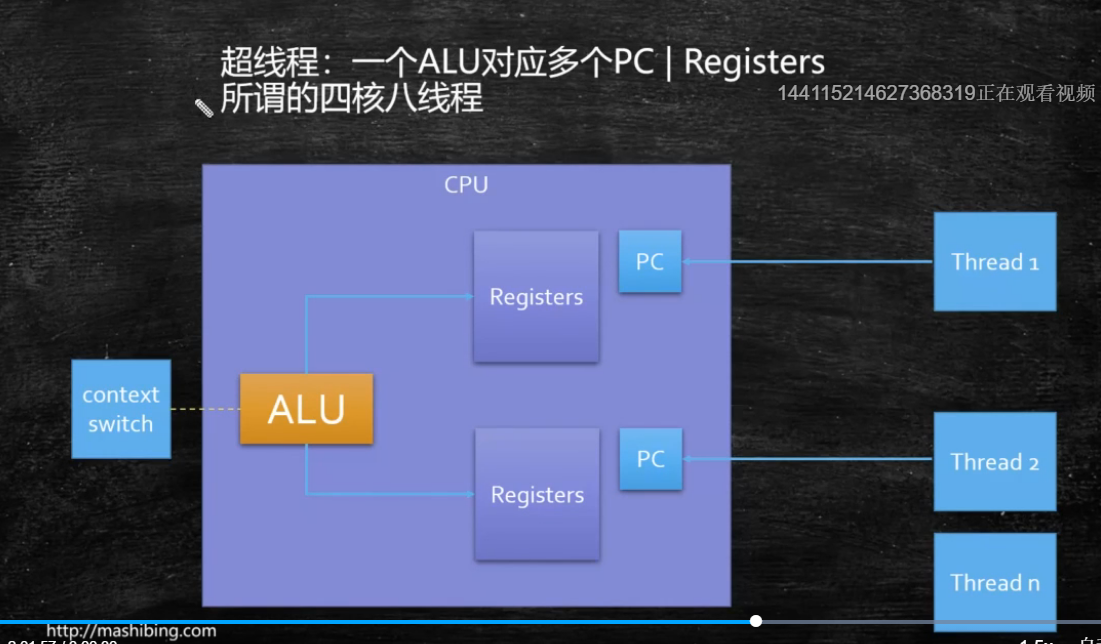 超线程：一个ALU对应多个PC | Registers
所谓的四核八线程
144115214627368319正在观看视频
CPU
Registers
PC
Thread 1
context
switch
ALU
Registers
PC
Thread 2
Thread n
http://mashibing.com